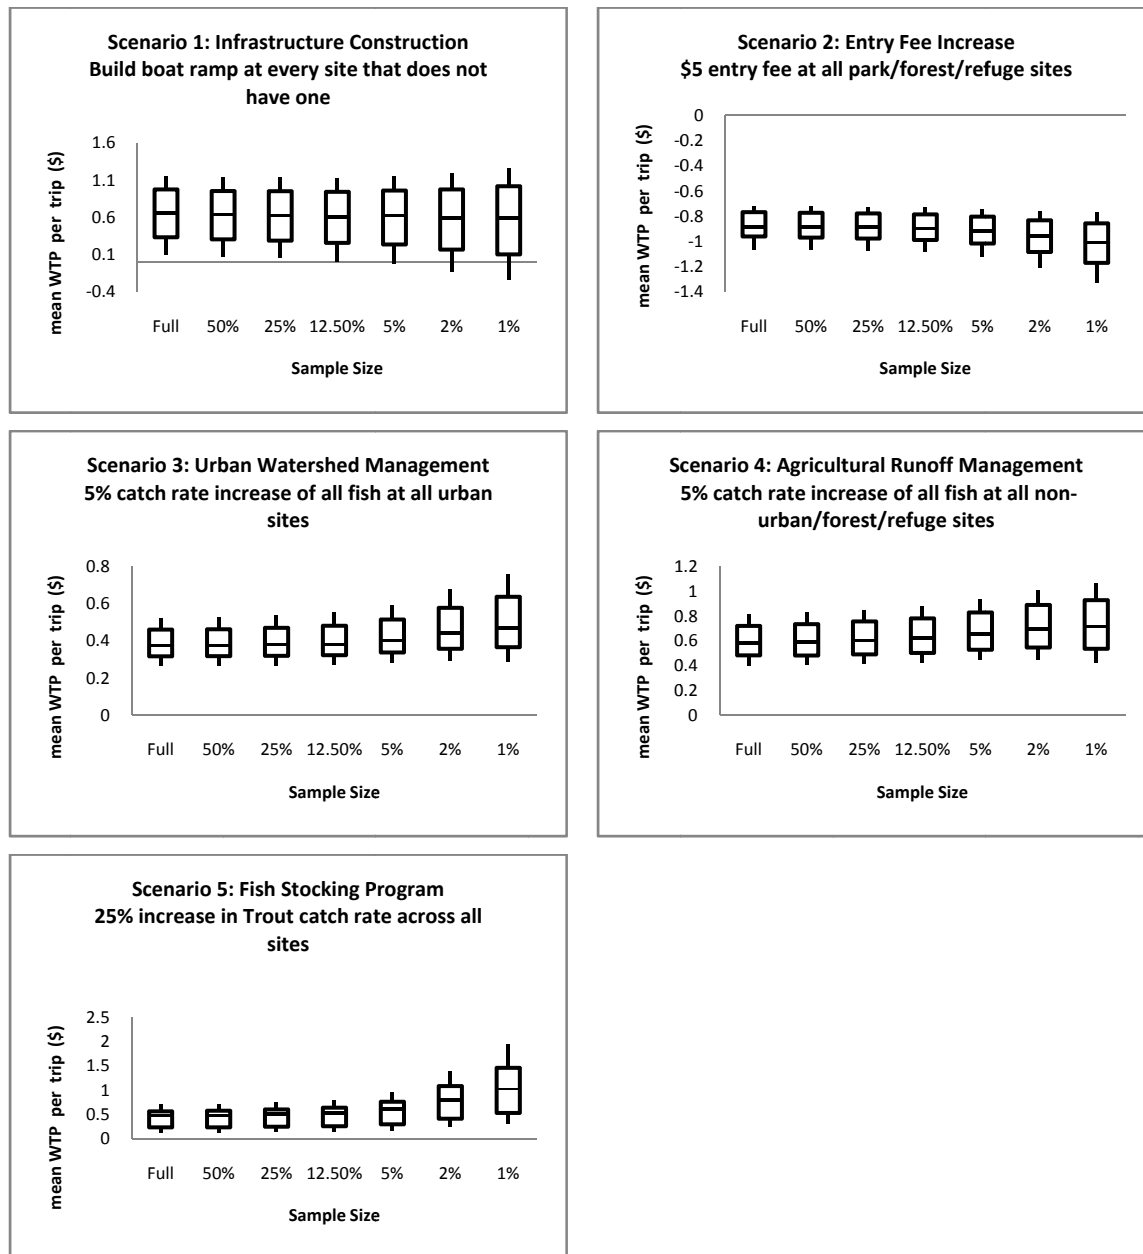 Scenario 1: Infrastructure Construction
Build boat ramp at every site that does not
have one
mean WTP per trip ($)
1.6
1.1
0.6
0.1
-0.4
Full 50% 25% 12.50% 5% 2% 1%
Sample Size
Scenario 2: Entry Fee Increase
$5 entry fee at all park/forest/refuge sites
mean WTP per trip ($)
0
-0.2
-0.4
-0.6
-0.8
-1
-1.2
-1.4
Full 50% 25% 12.50% 5% 2% 1%
Sample Size
Scenario 3: Urban Watershed Management
5% catch rate increase of all fish at all urban
sites
mean WTP per trip ($)
0.8
0.6
0.4
0.2
0
Full 50% 25% 12.50% 5% 2% 1%
Sample Size
Scenario 4: Agricultural Runoff Management
5% catch rate increase of all fish at all non-
urban/forest/refuge sites
mean WTP per trip ($)
1.2
1
0.8
0.6
0.4
0.2
0
Full 50% 25% 12.50% 5% 2% 1%
Sample Size
Scenario 5: Fish Stocking Program
25% increase in Trout catch rate across all
sites
mean WTP per trip ($)
2.5
2
1.5
1
0.5
0
Full 50% 25% 12.50% 5% 2% 1%
Sample Size